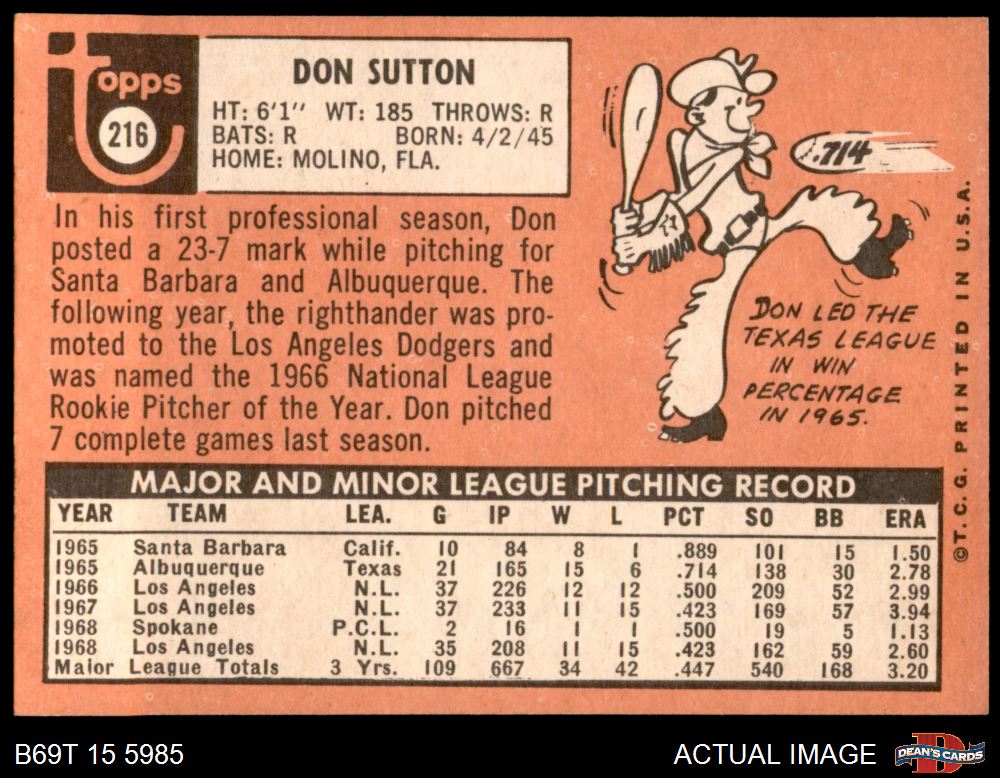 topps
216
DON SUTTON
HT: 6'1" WT: 185 THROWS: R
BATS: R BORN: 4/2/45
HOME: MOLINO, FLA.
In his first professional season, Don
posted a 23-7 mark while pitching for
Santa Barbara and Albuquerque. The
following year, the righthander was pro-
moted to the Los Angeles Dodgers and
was named the 1966 National League
Rookie Pitcher of the Year. Don pitched
7 complete games last season.
.714
DON LED THE
TEXAS LEAGUE
IN WIN
PERCENTAGE
IN 1965.
©T.C.G. PRINTED IN U.S.A.
MAJOR AND MINOR LEAGUE PITCHING RECORD
YEAR TEAM LEA. G IP W L PCT SO BB ERA
1965 Santa Barbara Calif. 10 84 8 1 .889 101 15 1.50
1965 Albuquerque Texas 21 165 15 6 .714 138 30 2.78
1966 Los Angeles N.L. 37 226 12 12 .500 209 52 2.99
1967 Los Angeles N.L. 37 233 11 15 .423 169 57 3.94
1968 Spokane P.C.L. 2 16 1 1 .500 19 5 1.13
1968 Los Angeles N.L. 35 208 11 15 .423 162 59 2.60
Major League Totals 3 Yrs. 109 667 34 42 .447 540 168 3.20
B69T 15 5985
ACTUAL IMAGE
D
DEAN'S CARDS